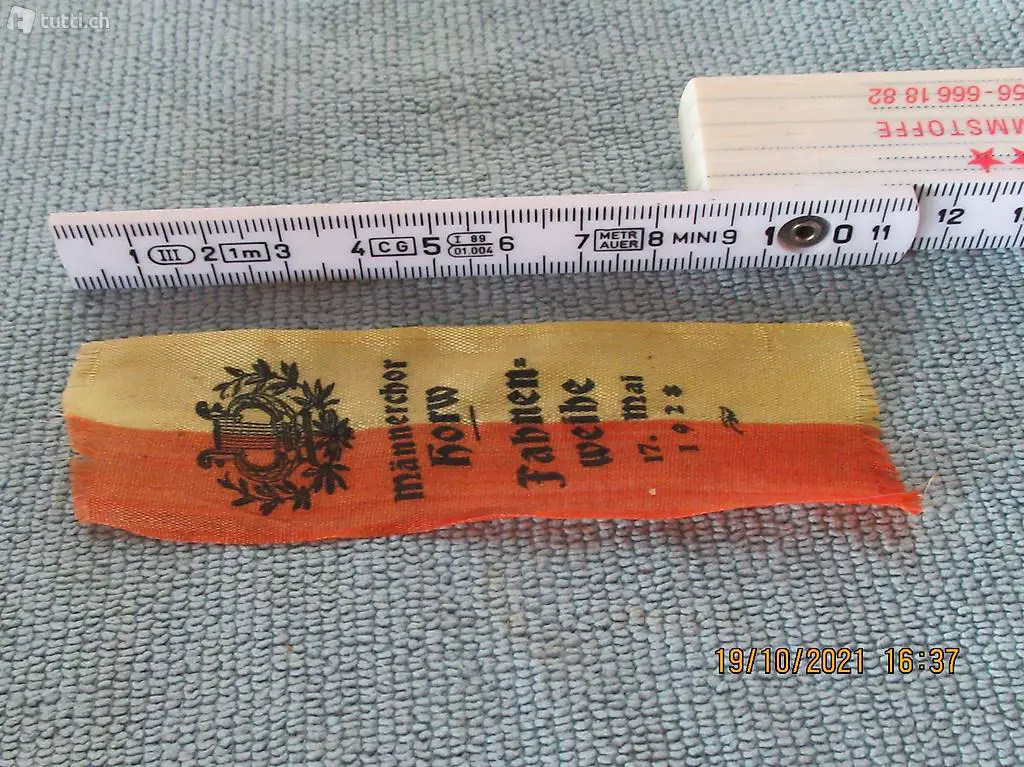 tutti.ch
56-666 18 82
MMSTOFFE
1 III 2 1m 3 4 CG 5 I 89 01.004 6 7 METR AUER 8 MINI 9 10 11 12
Männerchor
Horw
Fahnen-
weihe
17. Mai
1928
19/10/2021 16:37